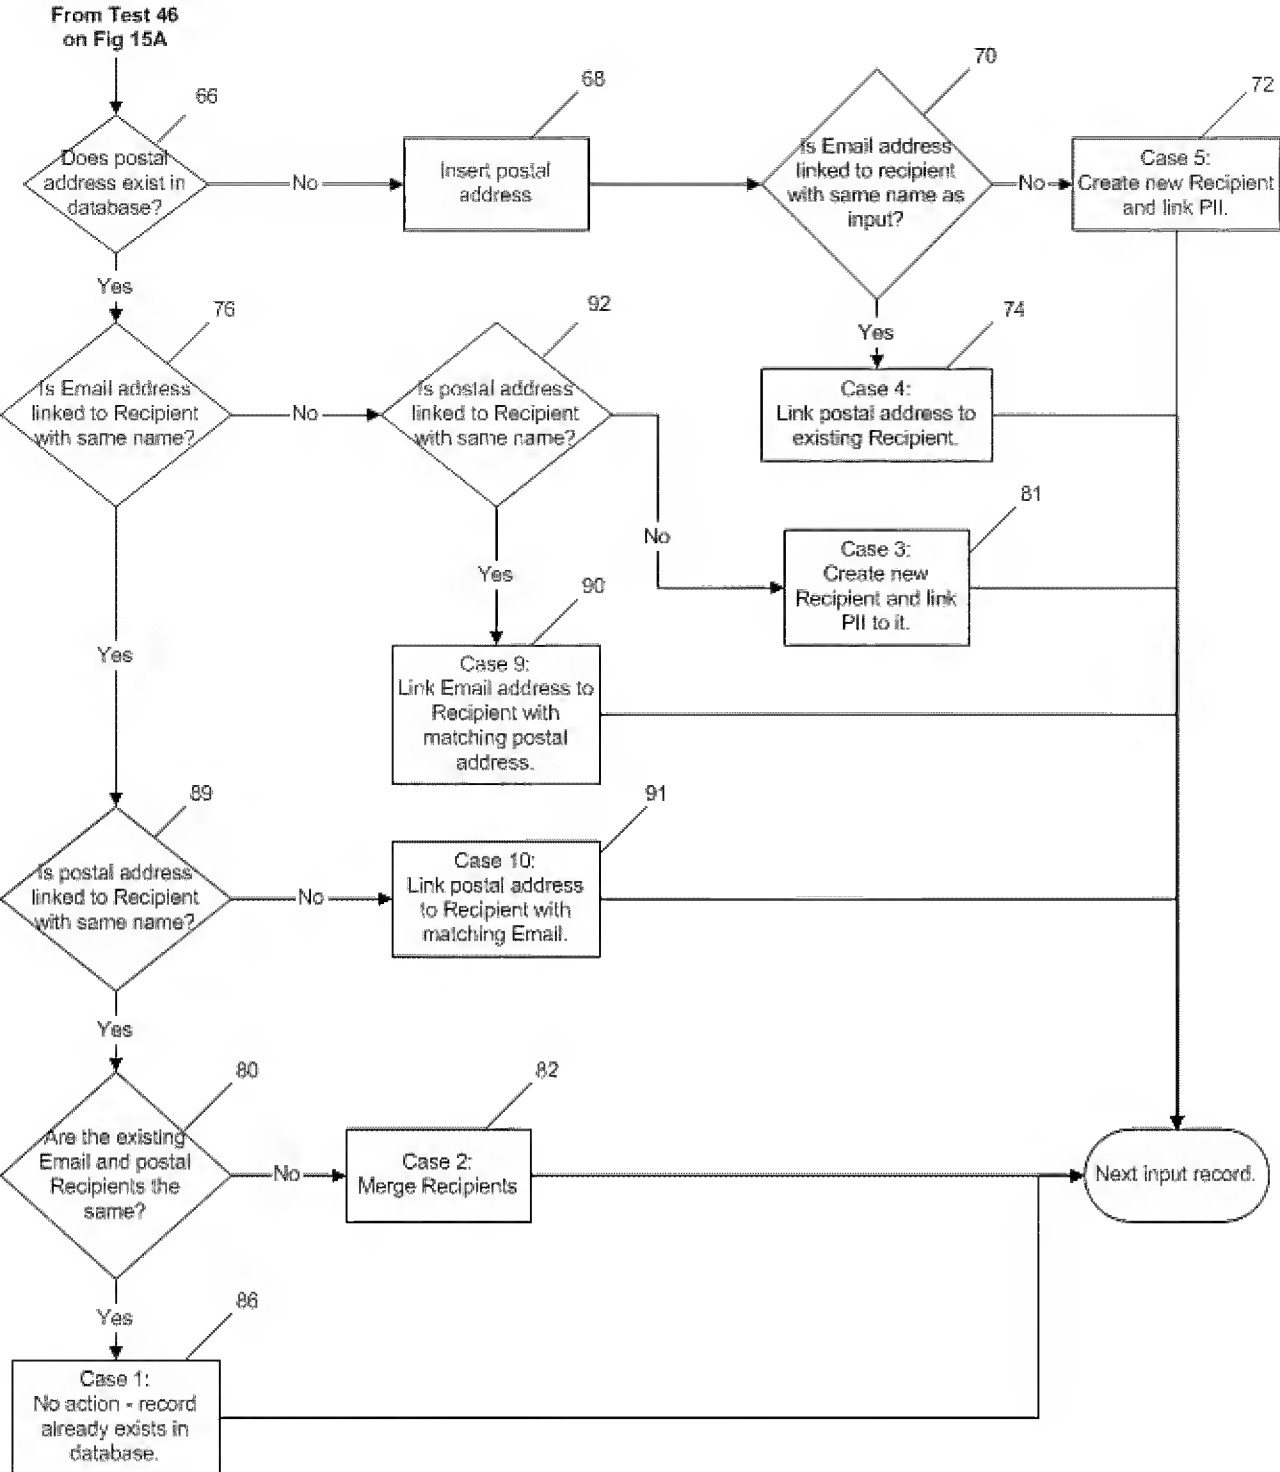 From Test 46
on Fig 15A
66
Does postal
address exist in
database?
No
68
Insert postal
address
70
Is Email address
linked to recipient
with same name as
input?
No
72
Case 5:
Create new Recipient
and link PII.
Yes
76
Is Email address
linked to Recipient
with same name?
No
92
Is postal address
linked to Recipient
with same name?
Yes
74
Case 4:
Link postal address to
existing Recipient.
No
81
Case 3:
Create new
Recipient and link
PII to it.
Yes
90
Case 9:
Link Email address to
Recipient with
matching postal
address.
Yes
89
Is postal address
linked to Recipient
with same name?
No
91
Case 10:
Link postal address
to Recipient with
matching Email.
Yes
80
Are the existing
Email and postal
Recipients the
same?
No
82
Case 2:
Merge Recipients
Next input record.
Yes
86
Case 1:
No action - record
already exists in
database.